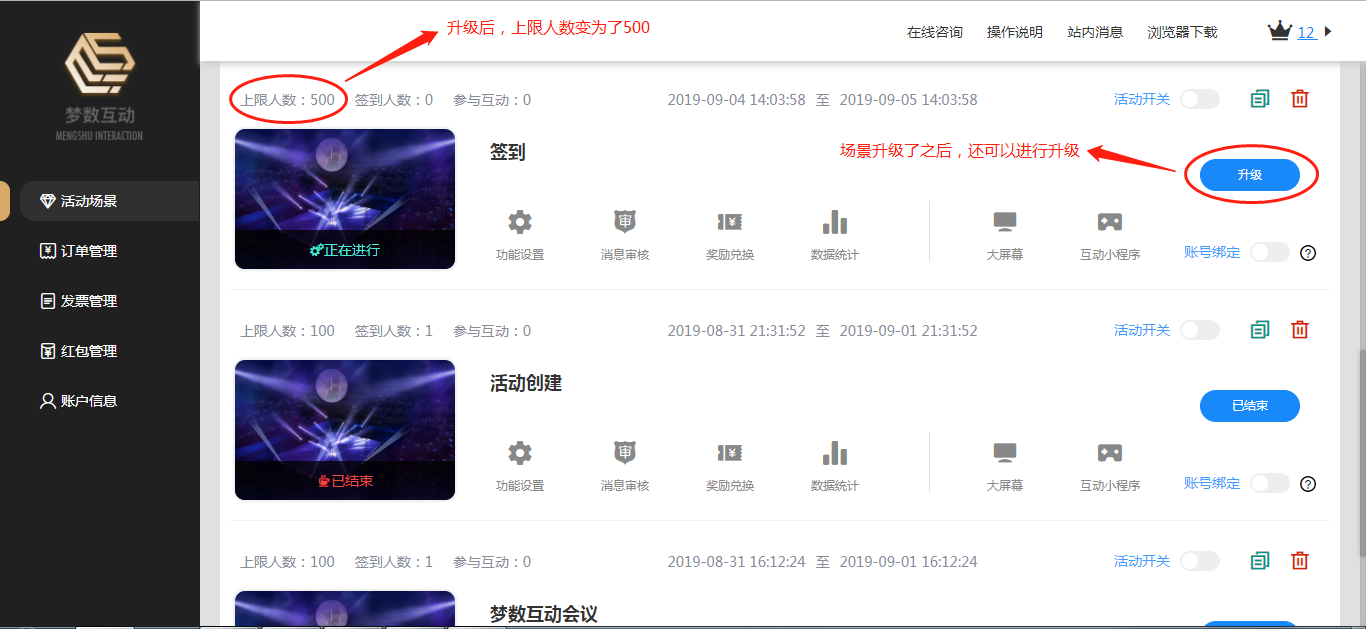 升级后，上限人数变为了500
在线咨询 操作说明 站内消息 浏览器下载 12
梦数互动
MENGSHU INTERACTION
活动场景
订单管理
发票管理
红包管理
账户信息
上限人数：500 签到人数：0 参与互动：0 2019-09-04 14:03:58 至 2019-09-05 14:03:58 活动开关
签到
场景升级了之后，还可以进行升级
升级
正在进行
审
功能设置 消息审核 奖励兑换 数据统计 大屏幕 互动小程序 账号绑定
上限人数：100 签到人数：1 参与互动：0 2019-08-31 21:31:52 至 2019-09-01 21:31:52 活动开关
活动创建
已结束
已结束
审
功能设置 消息审核 奖励兑换 数据统计 大屏幕 互动小程序 账号绑定
上限人数：100 签到人数：1 参与互动：0 2019-08-31 16:12:24 至 2019-09-01 16:12:24 活动开关
梦数互动会议